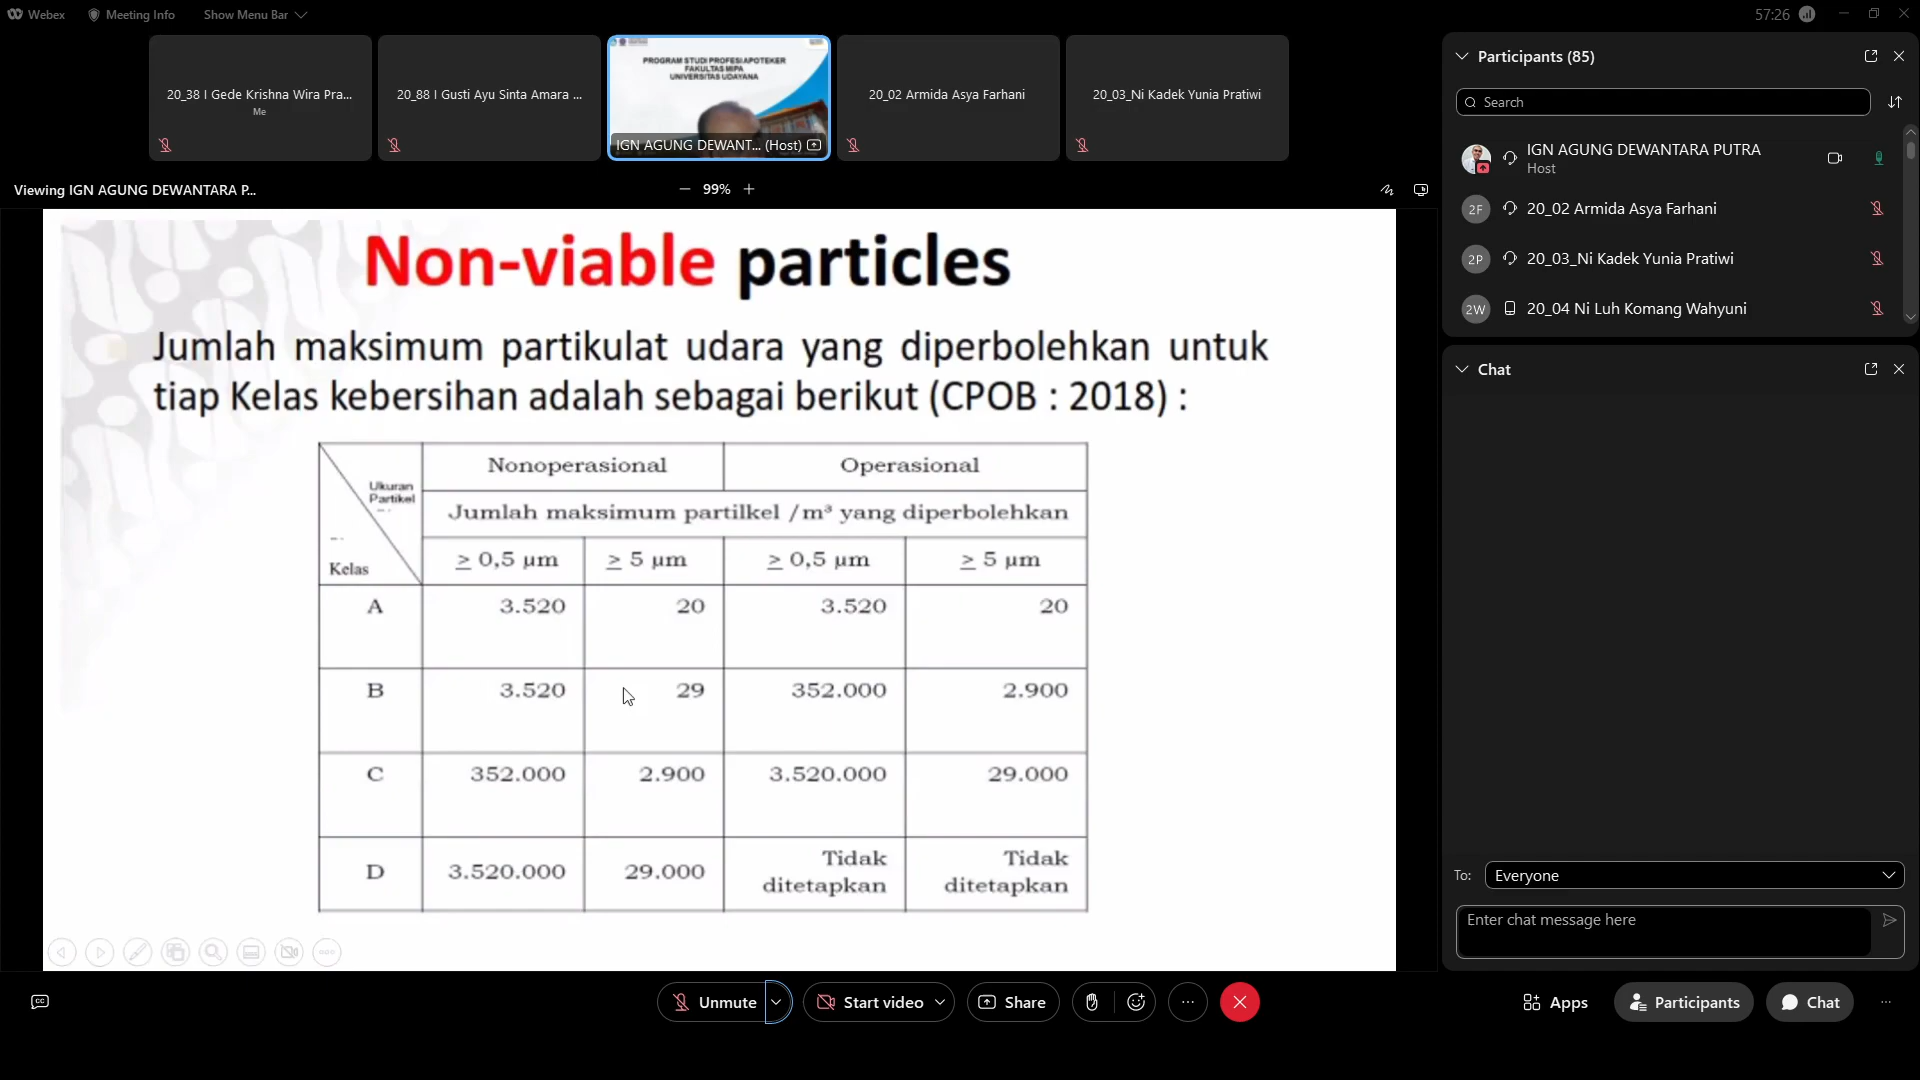 Webex
Meeting Info
Show Menu Bar
57:26
20_38 I Gede Krishna Wira Pra...
Me
20_88 I Gusti Ayu Sinta Amara ...
PROGRAM STUDI PROFESI APOTEKER
FAKULTAS MIPA
UNIVERSITAS UDAYANA
IGN AGUNG DEWANT... (Host)
20_02 Armida Asya Farhani
20_03_Ni Kadek Yunia Pratiwi
Viewing IGN AGUNG DEWANTARA P...
99%
Non-viable particles
Jumlah maksimum partikulat udara yang diperbolehkan untuk
tiap Kelas kebersihan adalah sebagai berikut (CPOB : 2018) :
Ukuran
Partikel
Kelas
Nonoperasional Operasional
Jumlah maksimum partilkel /m³ yang diperbolehkan
≥ 0,5 µm ≥ 5 µm ≥ 0,5 µm ≥ 5 µm
A 3.520 20 3.520 20
B 3.520 29 352.000 2.900
C 352.000 2.900 3.520.000 29.000
D 3.520.000 29.000 Tidak ditetapkan Tidak ditetapkan
Participants (85)
Search
IGN AGUNG DEWANTARA PUTRA
Host
2F 20_02 Armida Asya Farhani
2P 20_03_Ni Kadek Yunia Pratiwi
2W 20_04 Ni Luh Komang Wahyuni
Chat
To: Everyone
Enter chat message here
Unmute
Start video
Share
Apps
Participants
Chat